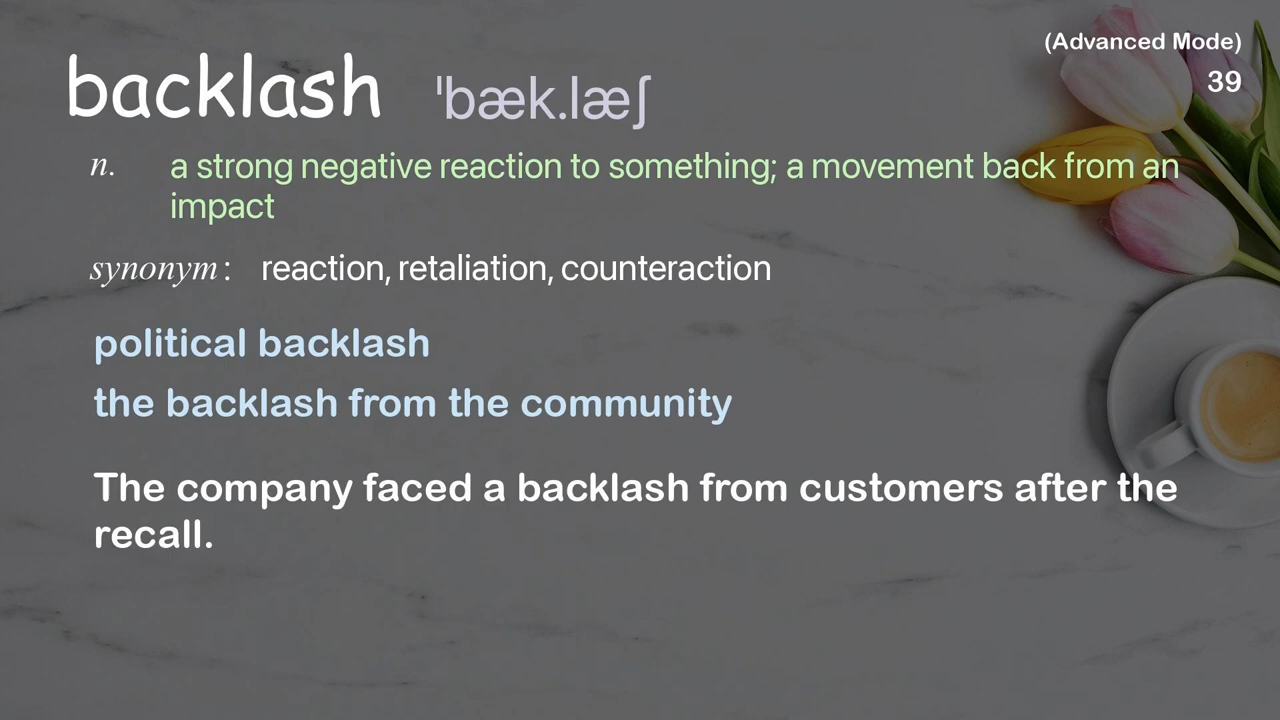 (Advanced Mode)
39
backlash ˈbæk.læʃ
n. a strong negative reaction to something; a movement back from an
impact
synonym: reaction, retaliation, counteraction
political backlash
the backlash from the community
The company faced a backlash from customers after the
recall.